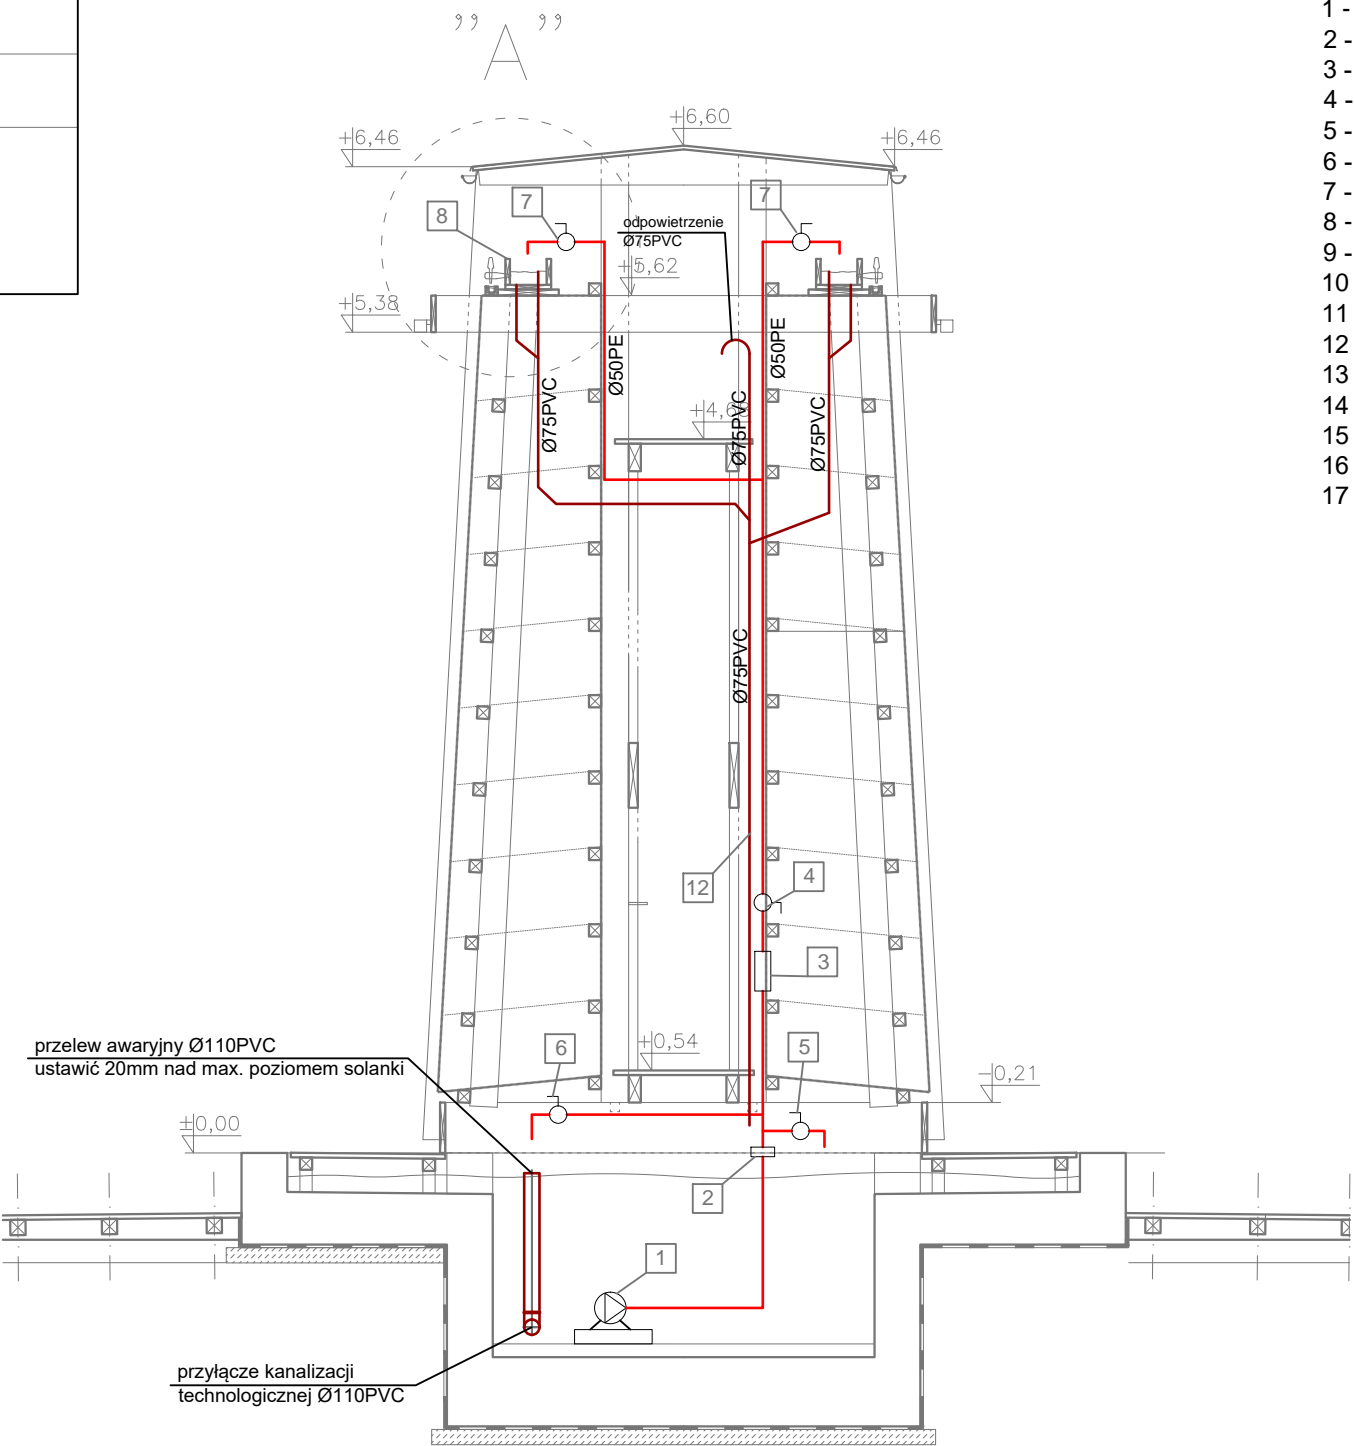 "A"
+6,60
+6,46
+6,46
8
7
7
odpowietrzenie
Ø75PVC
+5,62
+5,38
Ø50PE
Ø50PE
Ø75PVC
Ø75PVC
Ø75PVC
Ø75PVC
12
4
3
+0,54
6
5
-0,21
przelew awaryjny Ø110PVC
ustawić 20mm nad max. poziomem solanki
±0,00
2
1
przyłącze kanalizacji
technologicznej Ø110PVC
1 -
2 -
3 -
4 -
5 -
6 -
7 -
8 -
9 -
10
11
12
13
14
15
16
17